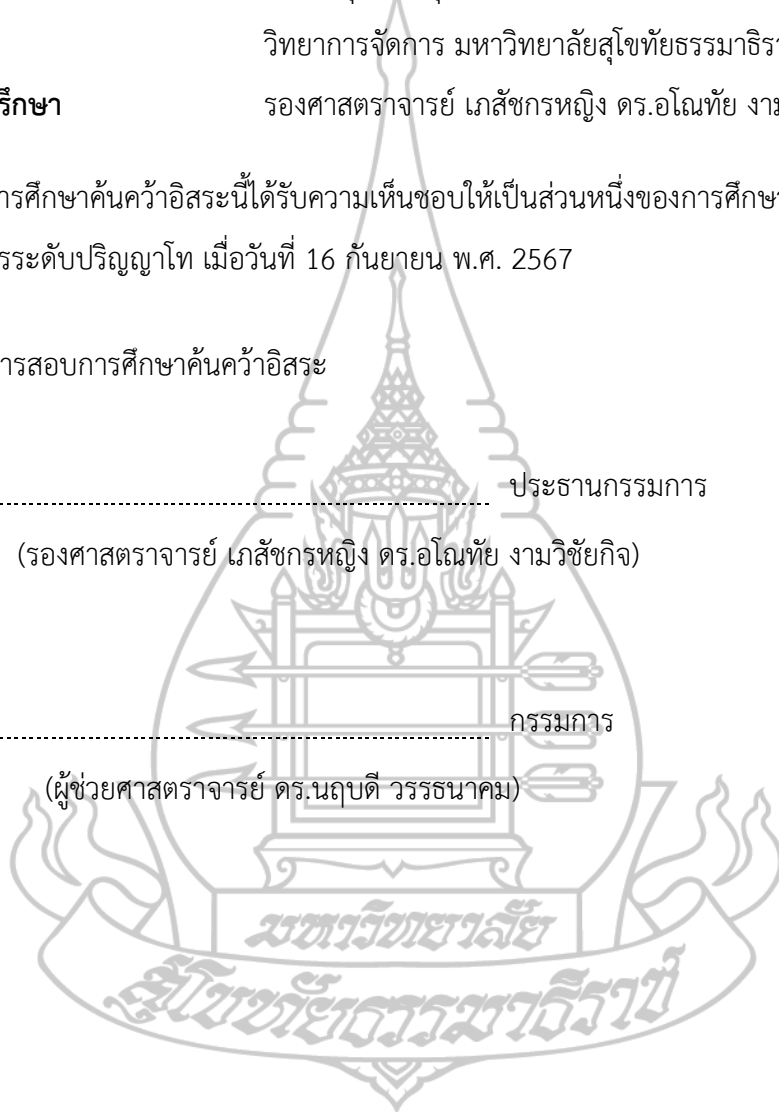 วิทยาการจัดการ มหาวิทยาลัยสุโขทัยธรรมาธิรา
รึกษา รองศาสตราจารย์ เภสัชกรหญิง ดร.อโณทัย งาม
ารศึกษาค้นคว้าอิสระนี้ได้รับความเห็นชอบให้เป็นส่วนหนึ่งของการศึกษา
รระดับปริญญาโท เมื่อวันที่ 16 กันยายน พ.ศ. 2567
ารสอบการศึกษาค้นคว้าอิสระ
ประธานกรรมการ
(รองศาสตราจารย์ เภสัชกรหญิง ดร.อโณทัย งามวิชัยกิจ)
กรรมการ
(ผู้ช่วยศาสตราจารย์ ดร.นฤบดี วรรธนาคม)
มหาวิทยาลัย
สุโขทัยธรรมาธิราช